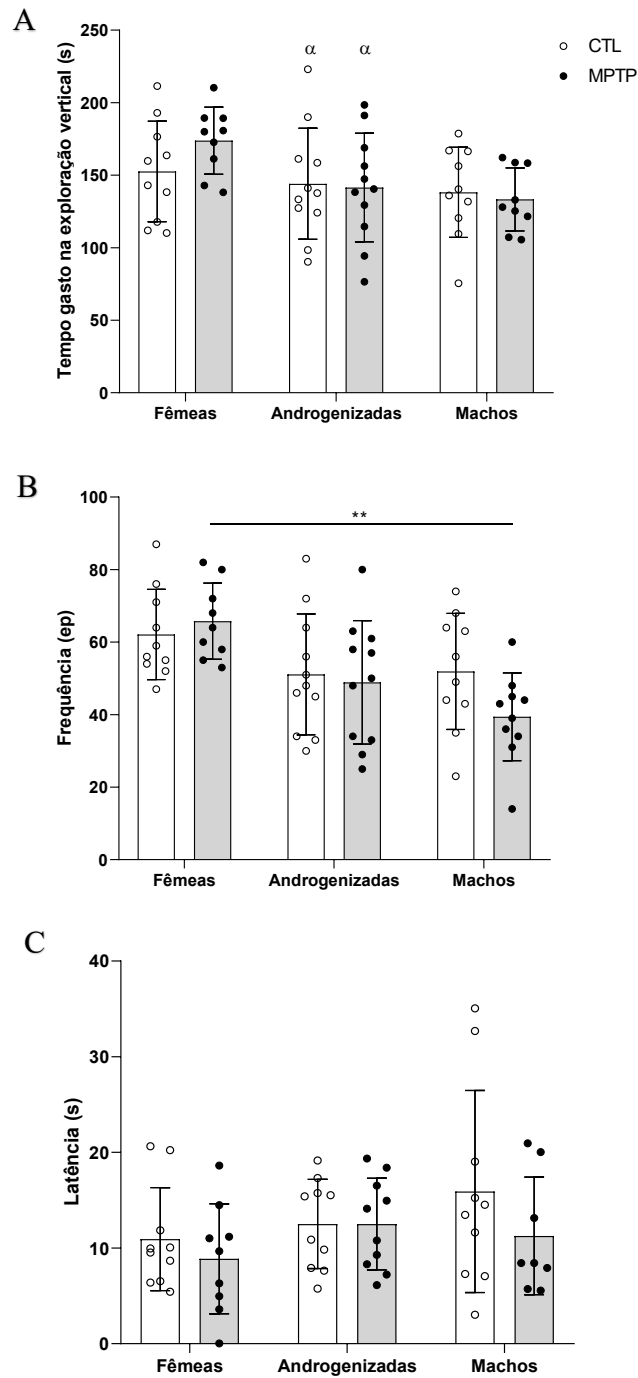 A
Tempo gasto na exploração vertical (s)
250
200
150
100
50
0
α α
CTL
MPTP
Fêmeas Androgenizadas Machos
B
Frequência (ep)
100
80
60
40
20
0
**
Fêmeas Androgenizadas Machos
C
Latência (s)
40
30
20
10
0
Fêmeas Androgenizadas Machos